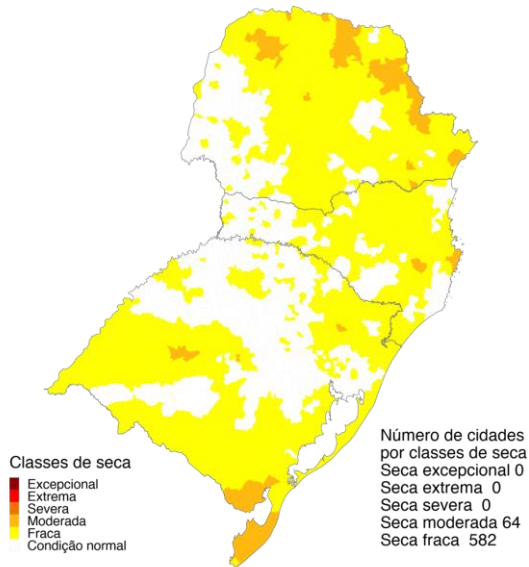 Classes de seca
Excepcional
Extrema
Severa
Moderada
Fraca
Condição normal
Número de cidades
por classes de seca
Seca excepcional 0
Seca extrema 0
Seca severa 0
Seca moderada 64
Seca fraca 582